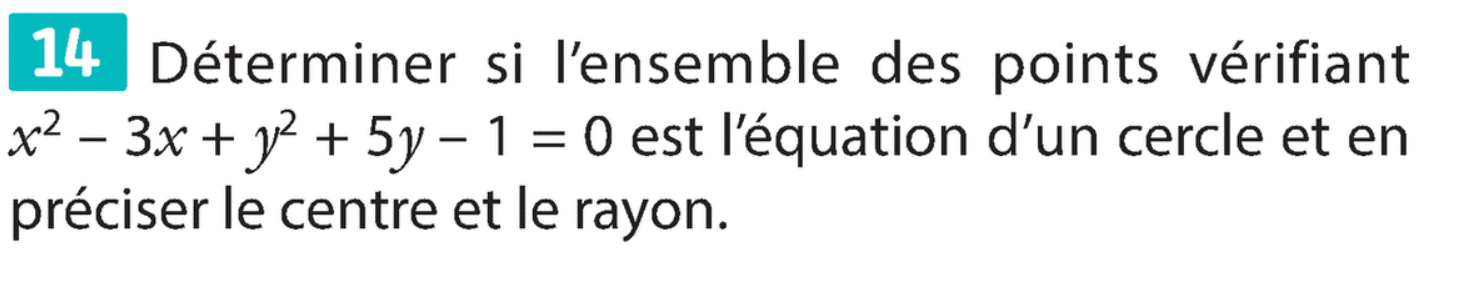 14 Déterminer si l'ensemble des points vérifiant
x² – 3x + y² + 5y – 1 = 0 est l'équation d'un cercle et en
préciser le centre et le rayon.